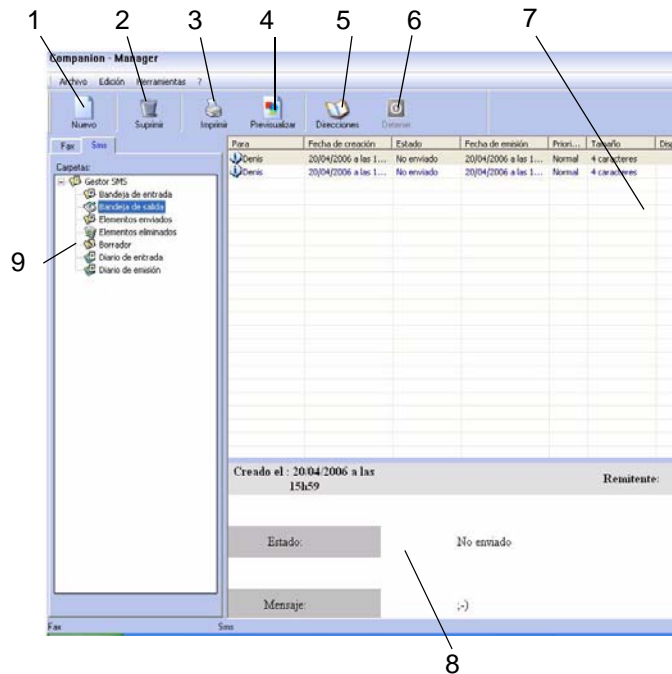 1 2 3 4 5 6 7
Companion - Manager
Archivo Edición Herramientas ?
Nuevo Suprimir Imprimir Previsualizar Direcciones Detener
Fax Sms
Para Fecha de creación Estado Fecha de emisión Priori... Tamaño Disp
Denis 20/04/2006 a las 1... No enviado 20/04/2006 a las 1... Normal 4 caracteres
Denis 20/04/2006 a las 1... No enviado 20/04/2006 a las 1... Normal 4 caracteres
Carpetas:
Gestor SMS
Bandeja de entrada
Bandeja de salida
Elementos enviados
Elementos eliminados
Borrador
Diario de entrada
Diario de emisión
9
Creado el : 20/04/2006 a las
15h59
Remitente:
Estado: No enviado
Mensaje: ;-)
Fax Sms
8